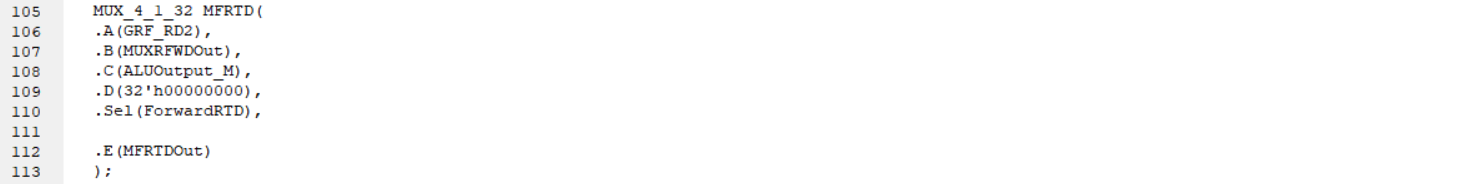 105 MUX_4_1_32 MFRTD(
106 .A(GRF_RD2),
107 .B(MUXRFWDOut),
108 .C(ALUOutput_M),
109 .D(32'h00000000),
110 .Sel(ForwardRTD),
111
112 .E(MFRTDOut)
113 );